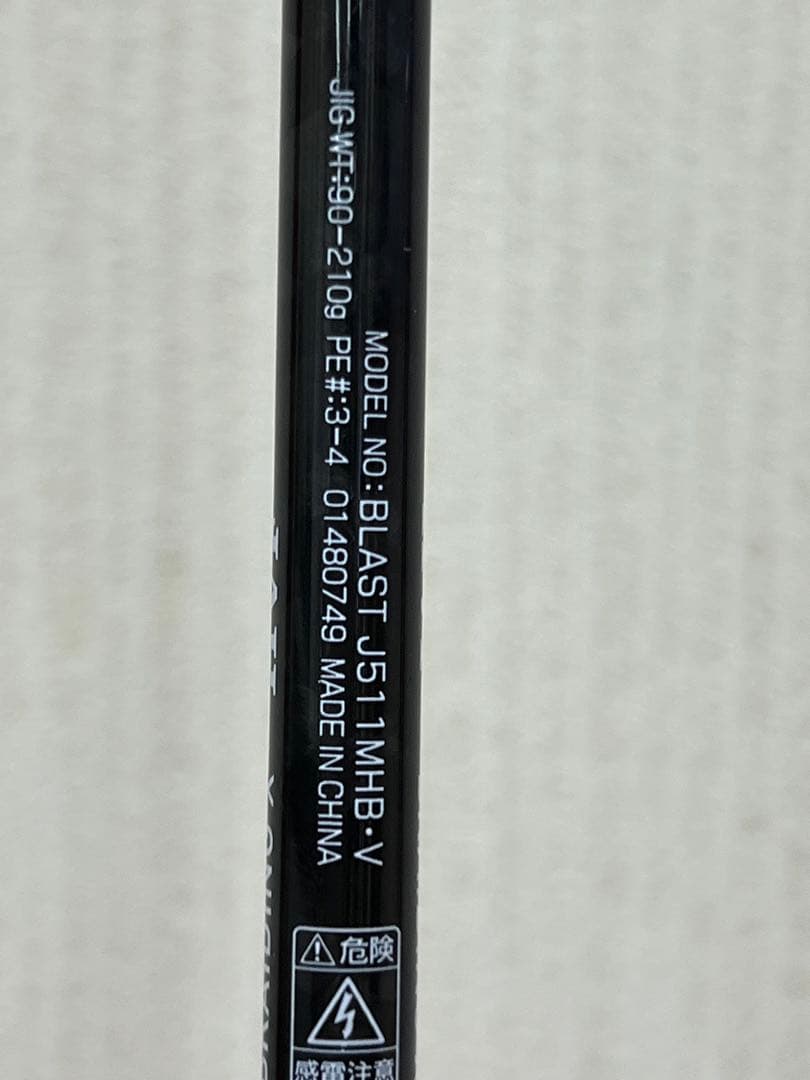 MODEL NO:BLAST J511MHB・V
JIG WT:90-210g PE#:3-4 01480749 MADE IN CHINA
危険
感電注意